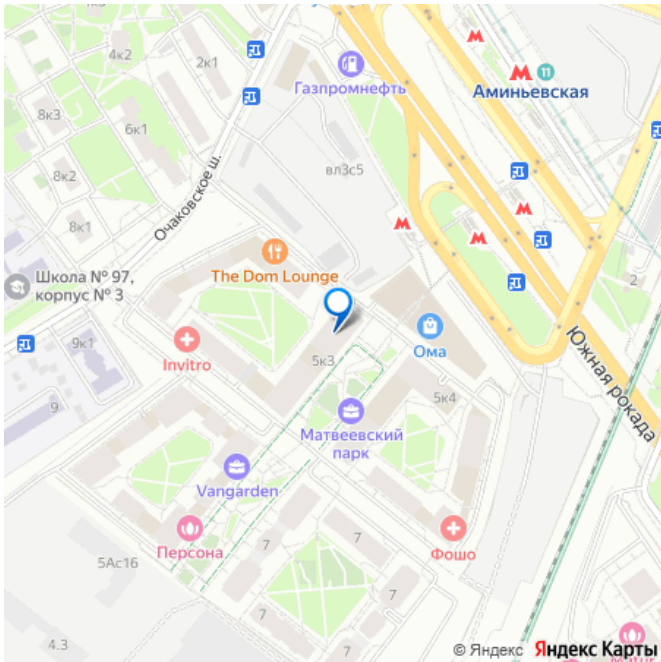 4к2
2к1
Газпромнефть
11
Аминьевская
8к3
6к1
вл3с5
8к2
Очаковское ш.
8к1
The Dom Lounge
2
Школа № 97,
корпус № 3
9к1
Invitro
5к3
Ома
Южная рокада
9
5к4
Матвеевский
парк
Vangarden
Персона
7
Фошо
5Ас16
7
7
7
7
4.3
© Яндекс Яндекс Карты